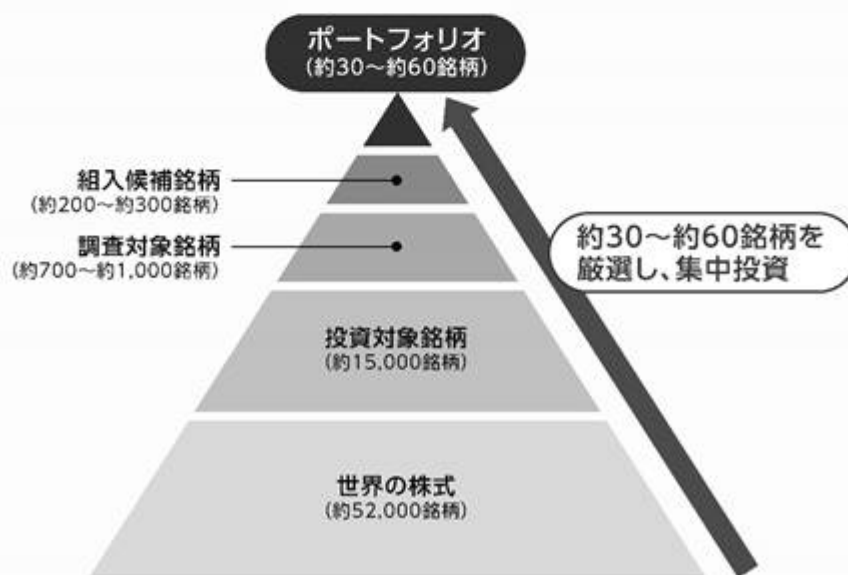 ポートフォリオ
(約30〜約60銘柄)
組入候補銘柄
(約200〜約300銘柄)
調査対象銘柄
(約700〜約1,000銘柄)
約30〜約60銘柄を
厳選し、集中投資
投資対象銘柄
(約15,000銘柄)
世界の株式
(約52,000銘柄)